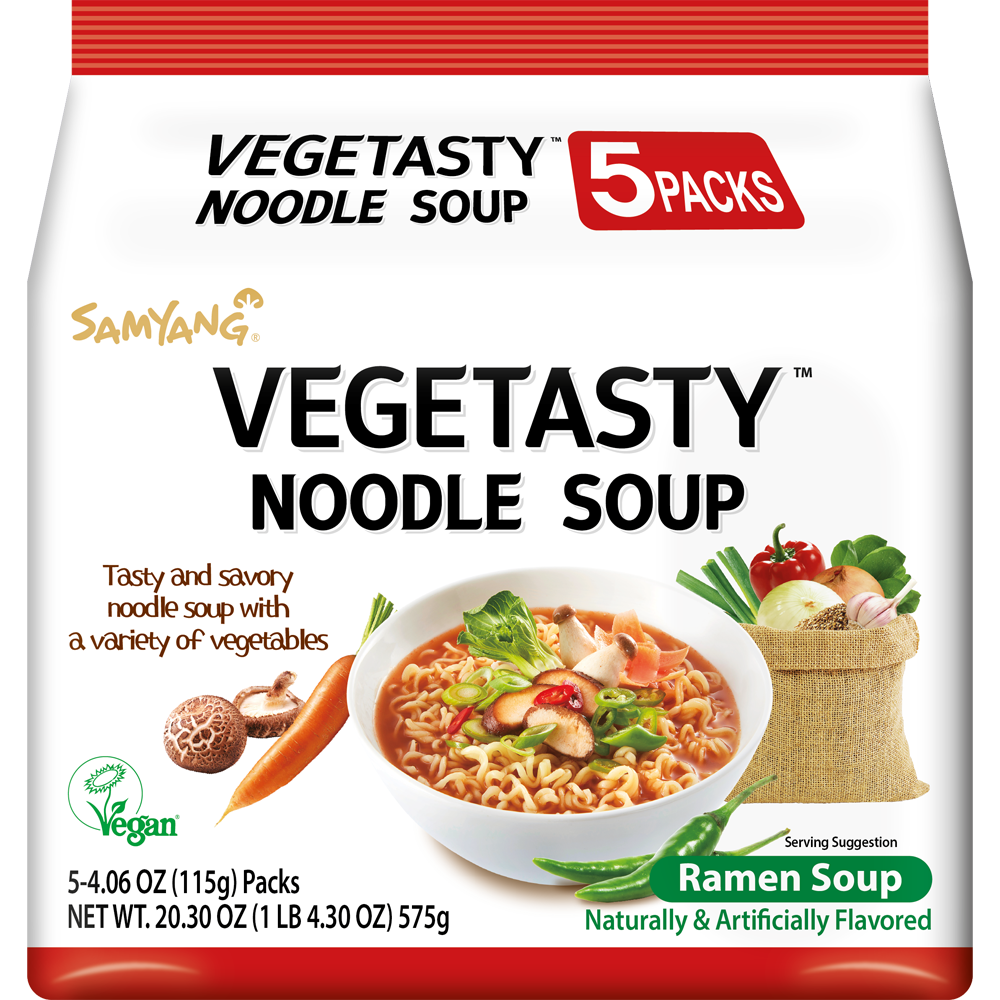 VEGETASTY™
NOODLE SOUP
5 PACKS
SAMYANG®
VEGETASTY™
NOODLE SOUP
Tasty and savory
noodle soup with
a variety of vegetables
Vegan®
Serving Suggestion
5-4.06 OZ (115g) Packs
Ramen Soup
NET WT. 20.30 OZ (1 LB 4.30 OZ) 575g
Naturally & Artificially Flavored